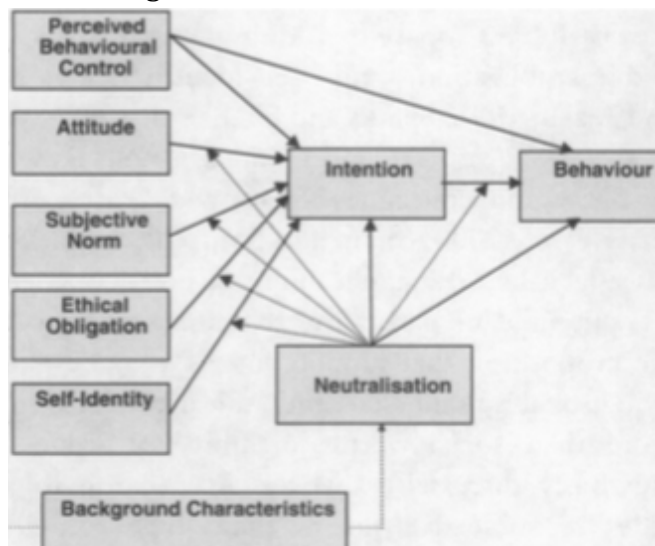 Perceived
Behavioural
Control
Attitude
Intention
Behaviour
Subjective
Norm
Ethical
Obligation
Neutralisation
Self-Identity
Background Characteristics